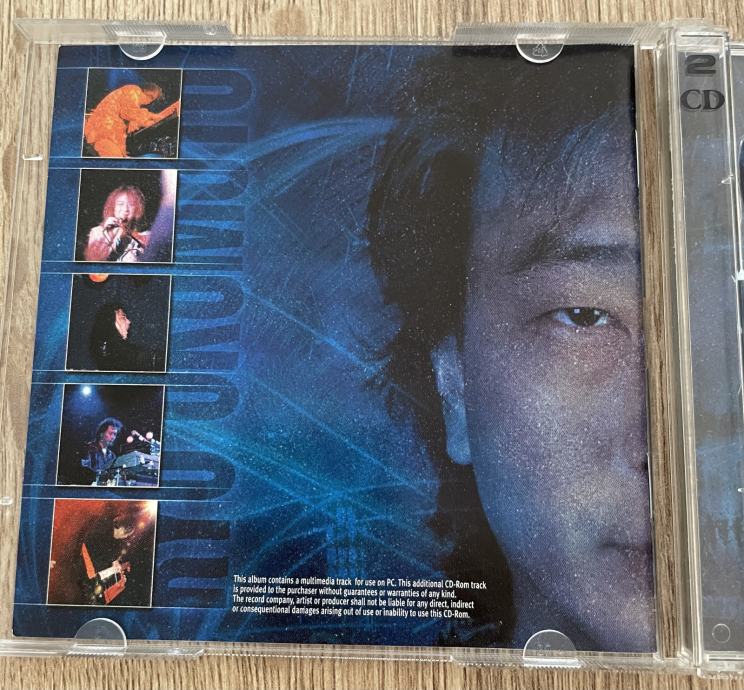 2
CD
This album contains a multimedia track for use on PC. This additional CD-Rom track
is provided to the purchaser without guarantees or warranties of any kind.
The record company, artist or producer shall not be liable for any direct, indirect
or consequentional damages arising out of use or inability to use this CD-Rom.